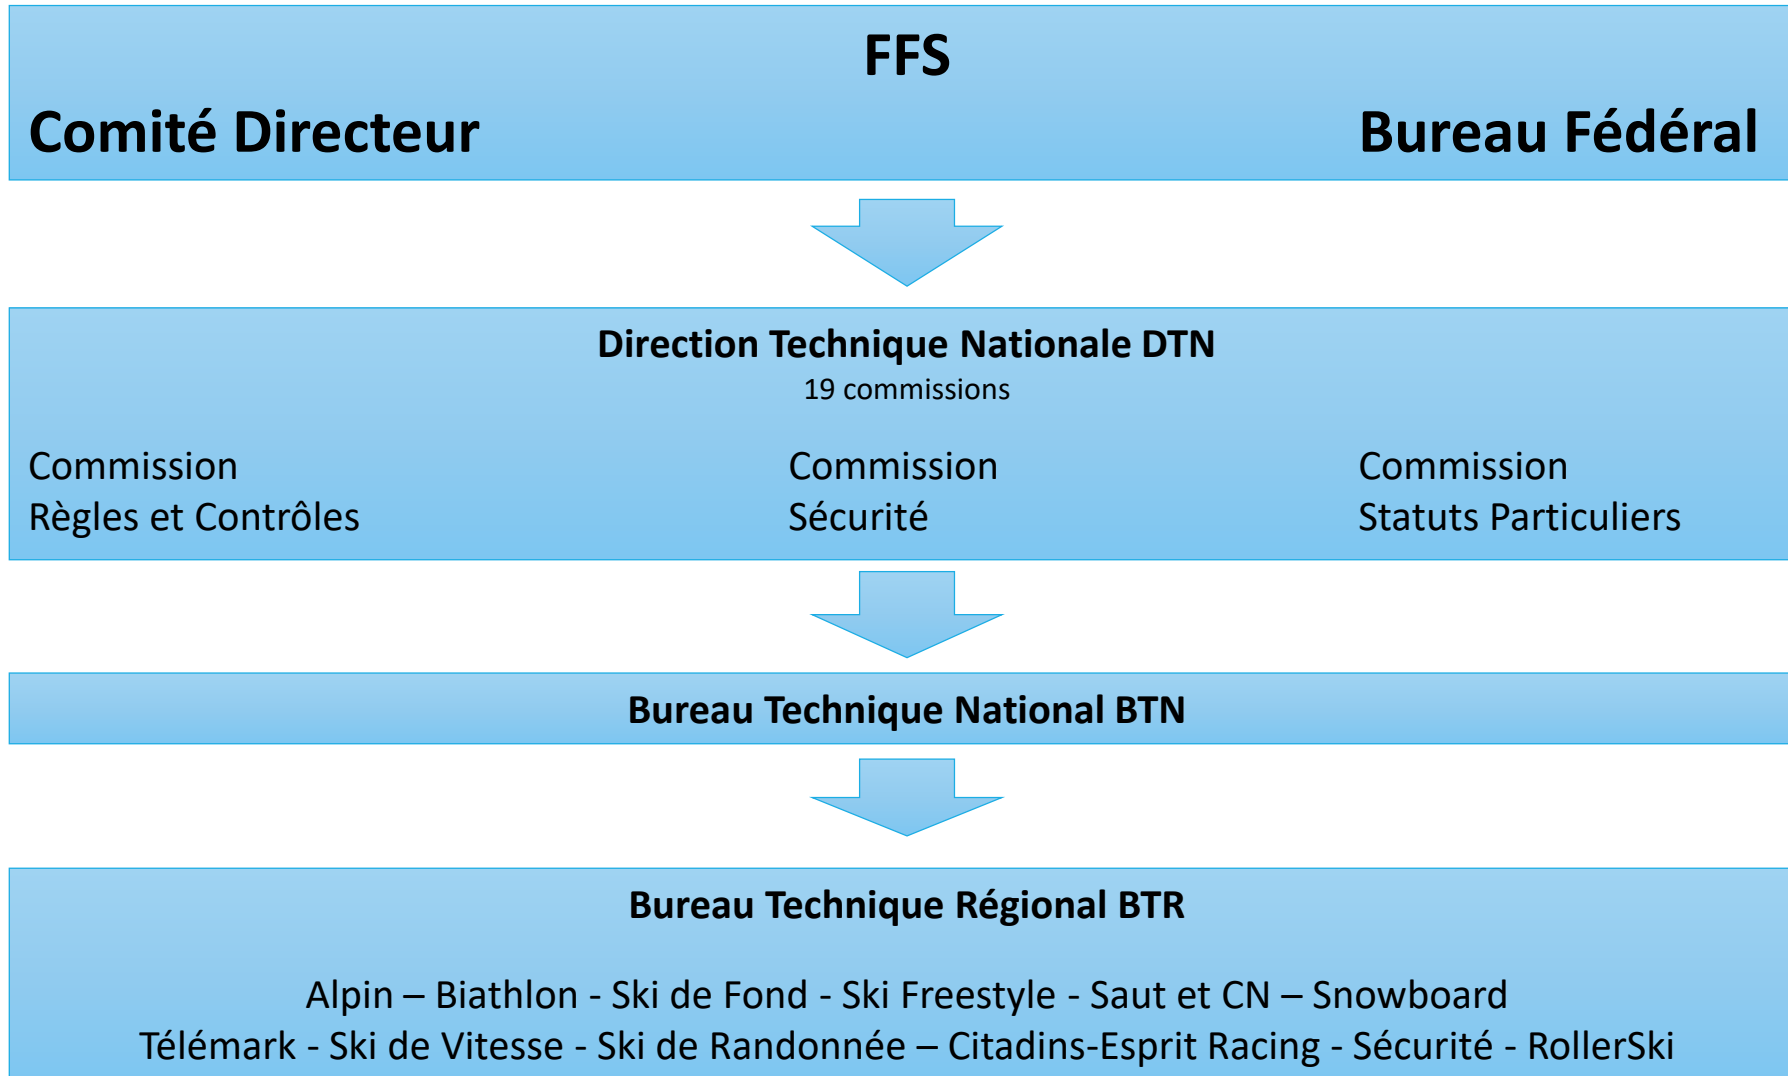 FFS
Comité Directeur Bureau Fédéral
Direction Technique Nationale DTN
19 commissions
Commission Commission Commission
Règles et Contrôles Sécurité Statuts Particuliers
Bureau Technique National BTN
Bureau Technique Régional BTR
Alpin – Biathlon - Ski de Fond - Ski Freestyle - Saut et CN – Snowboard
Télémark - Ski de Vitesse - Ski de Randonnée – Citadins-Esprit Racing - Sécurité - RollerSki